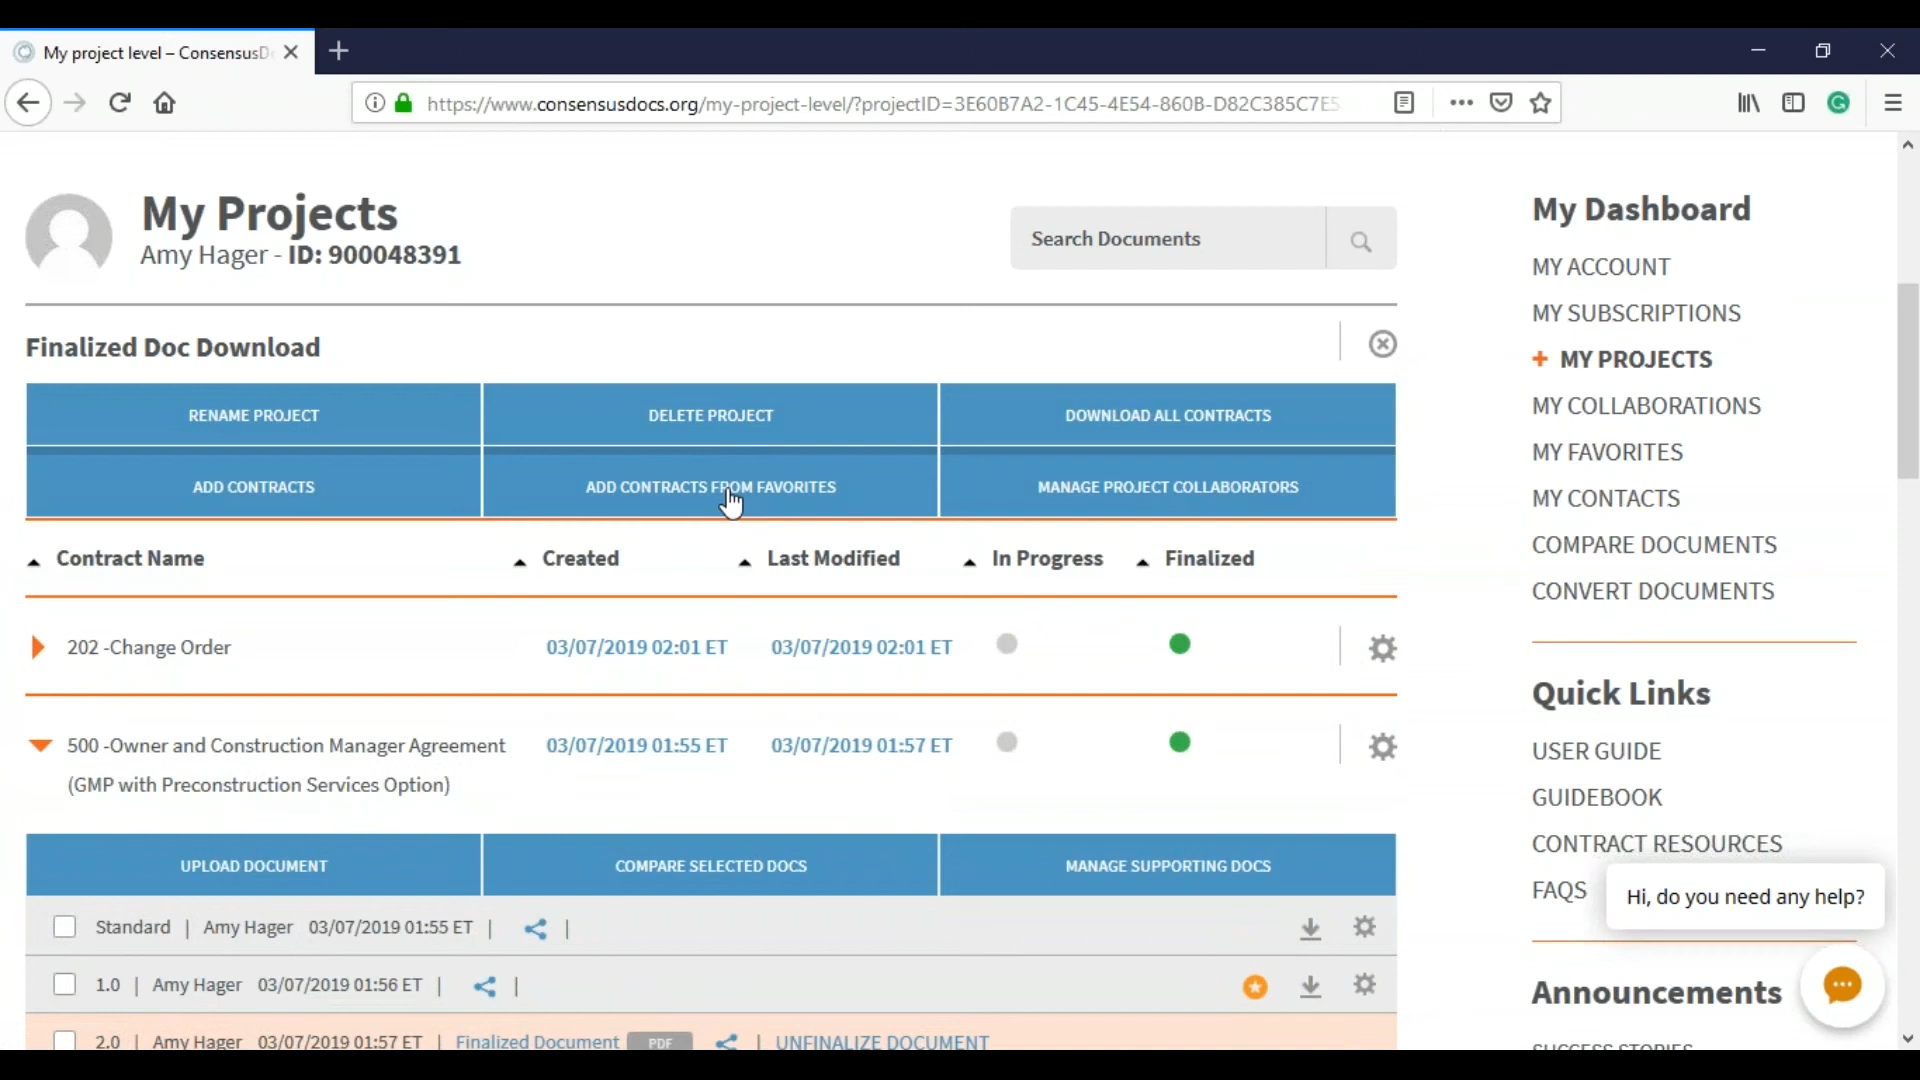 My project level – ConsensusD
https://www.consensusdocs.org/my-project-level/?projectID=3E60B7A2-1C45-4E54-860B-D82C385C7E5
My Projects
Amy Hager - ID: 900048391
Search Documents
Finalized Doc Download
RENAME PROJECT
DELETE PROJECT
DOWNLOAD ALL CONTRACTS
ADD CONTRACTS
ADD CONTRACTS FROM FAVORITES
MANAGE PROJECT COLLABORATORS
Contract Name Created Last Modified In Progress Finalized
202 -Change Order 03/07/2019 02:01 ET 03/07/2019 02:01 ET
500 -Owner and Construction Manager Agreement 03/07/2019 01:55 ET 03/07/2019 01:57 ET
(GMP with Preconstruction Services Option)
UPLOAD DOCUMENT
COMPARE SELECTED DOCS
MANAGE SUPPORTING DOCS
Standard | Amy Hager 03/07/2019 01:55 ET | |
1.0 | Amy Hager 03/07/2019 01:56 ET | |
2.0 | Amy Hager 03/07/2019 01:57 ET | Finalized Document PDF | UNFINALIZE DOCUMENT
My Dashboard
MY ACCOUNT
MY SUBSCRIPTIONS
+ MY PROJECTS
MY COLLABORATIONS
MY FAVORITES
MY CONTACTS
COMPARE DOCUMENTS
CONVERT DOCUMENTS
Quick Links
USER GUIDE
GUIDEBOOK
CONTRACT RESOURCES
FAQS
Hi, do you need any help?
Announcements
SUCCESS STORIES